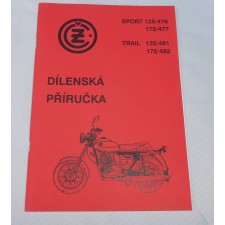 ČZ
SPORT 125/476
175/477
TRAIL 125/481
175/482
DÍLENSKÁ
PŘÍRUČKA